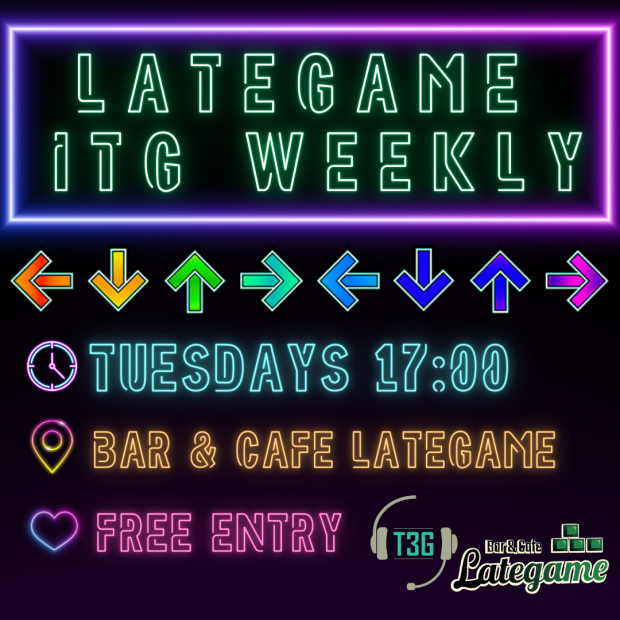 LATEGAME
ITG WEEKLY
TUESDAYS 17:00
BAR & CAFE LATEGAME
FREE ENTRY
T3G
Bar & Cafe
Lategame